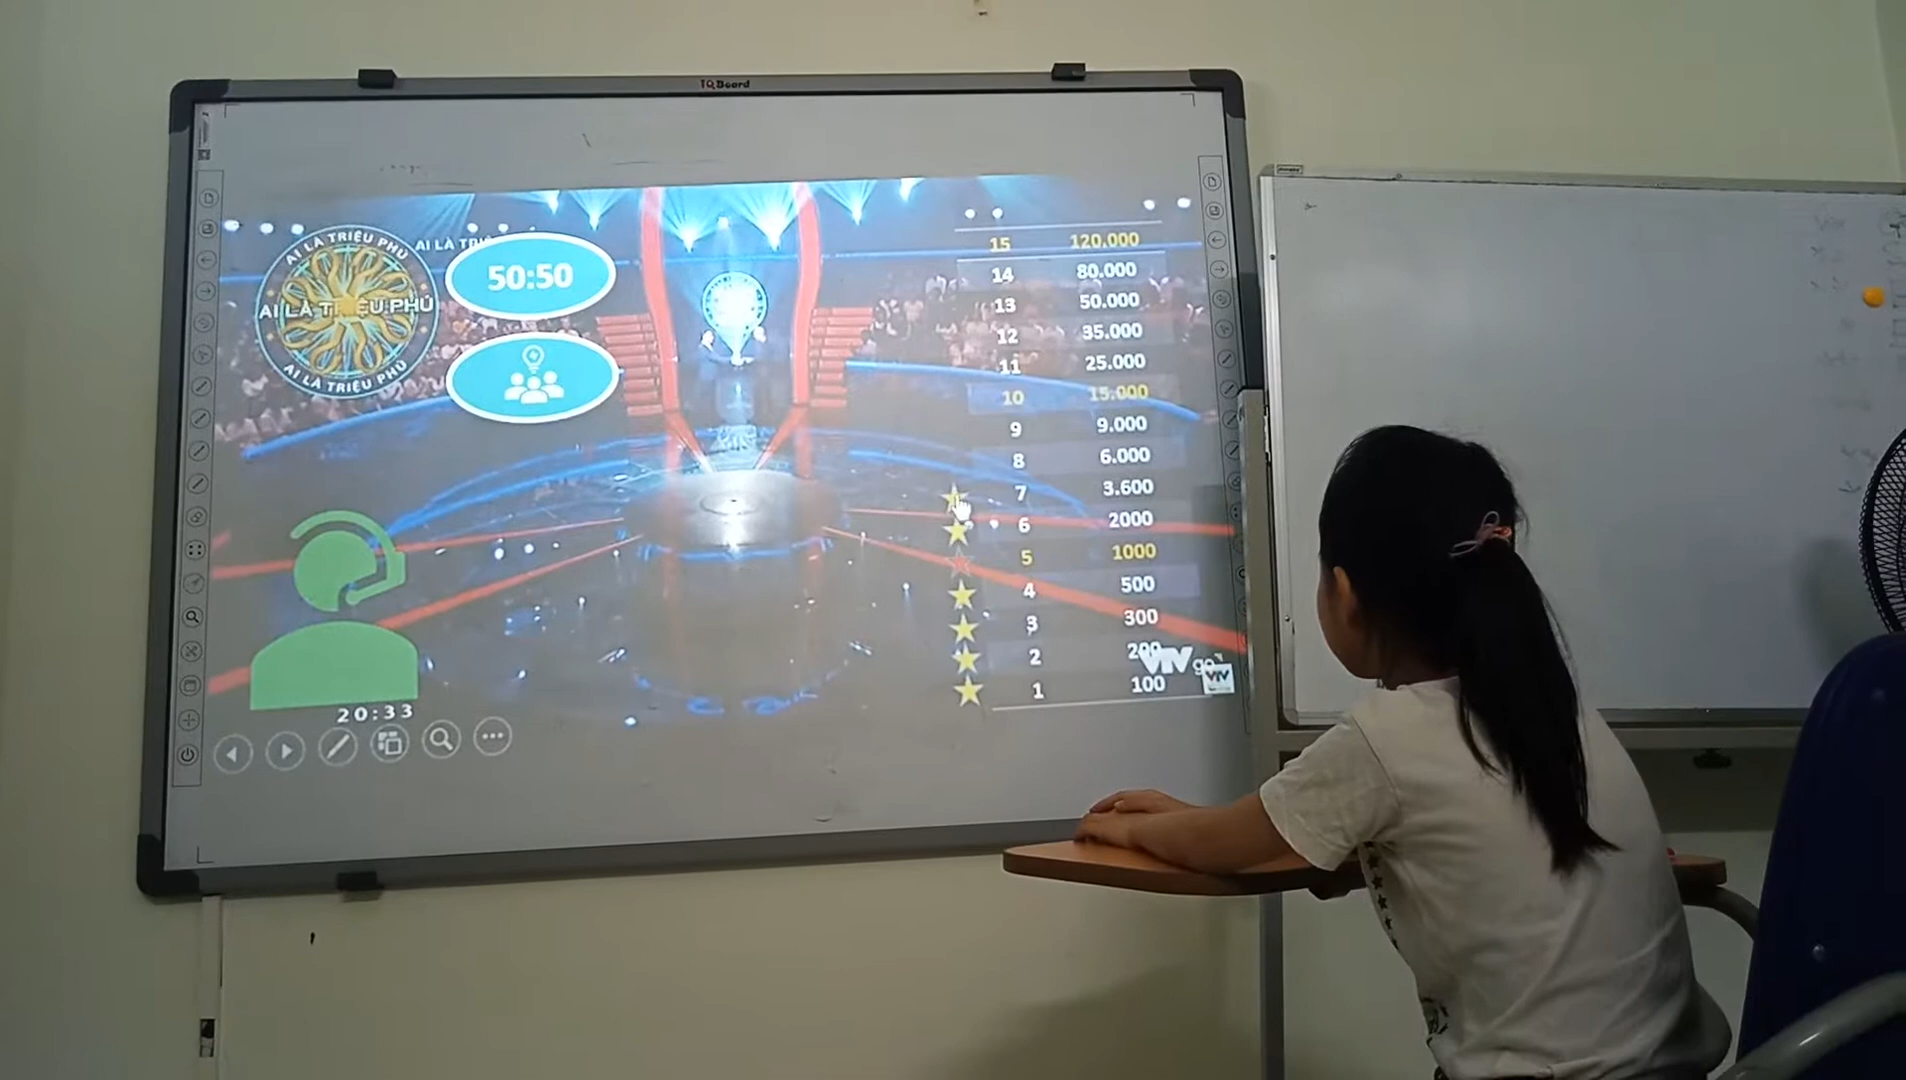 IQBoard
AI LÀ TRIỆU PHÚ
AI LÀ TRIỆU PHÚ
AI LÀ TRIỆU PHÚ
AI LÀ
50:50
15 120.000
14 80.000
13 50.000
12 35.000
11 25.000
10 15.000
9 9.000
8 6.000
7 3.600
6 2000
5 1000
4 500
3 300
2 200
1 100
VTV go
VTV
20:33